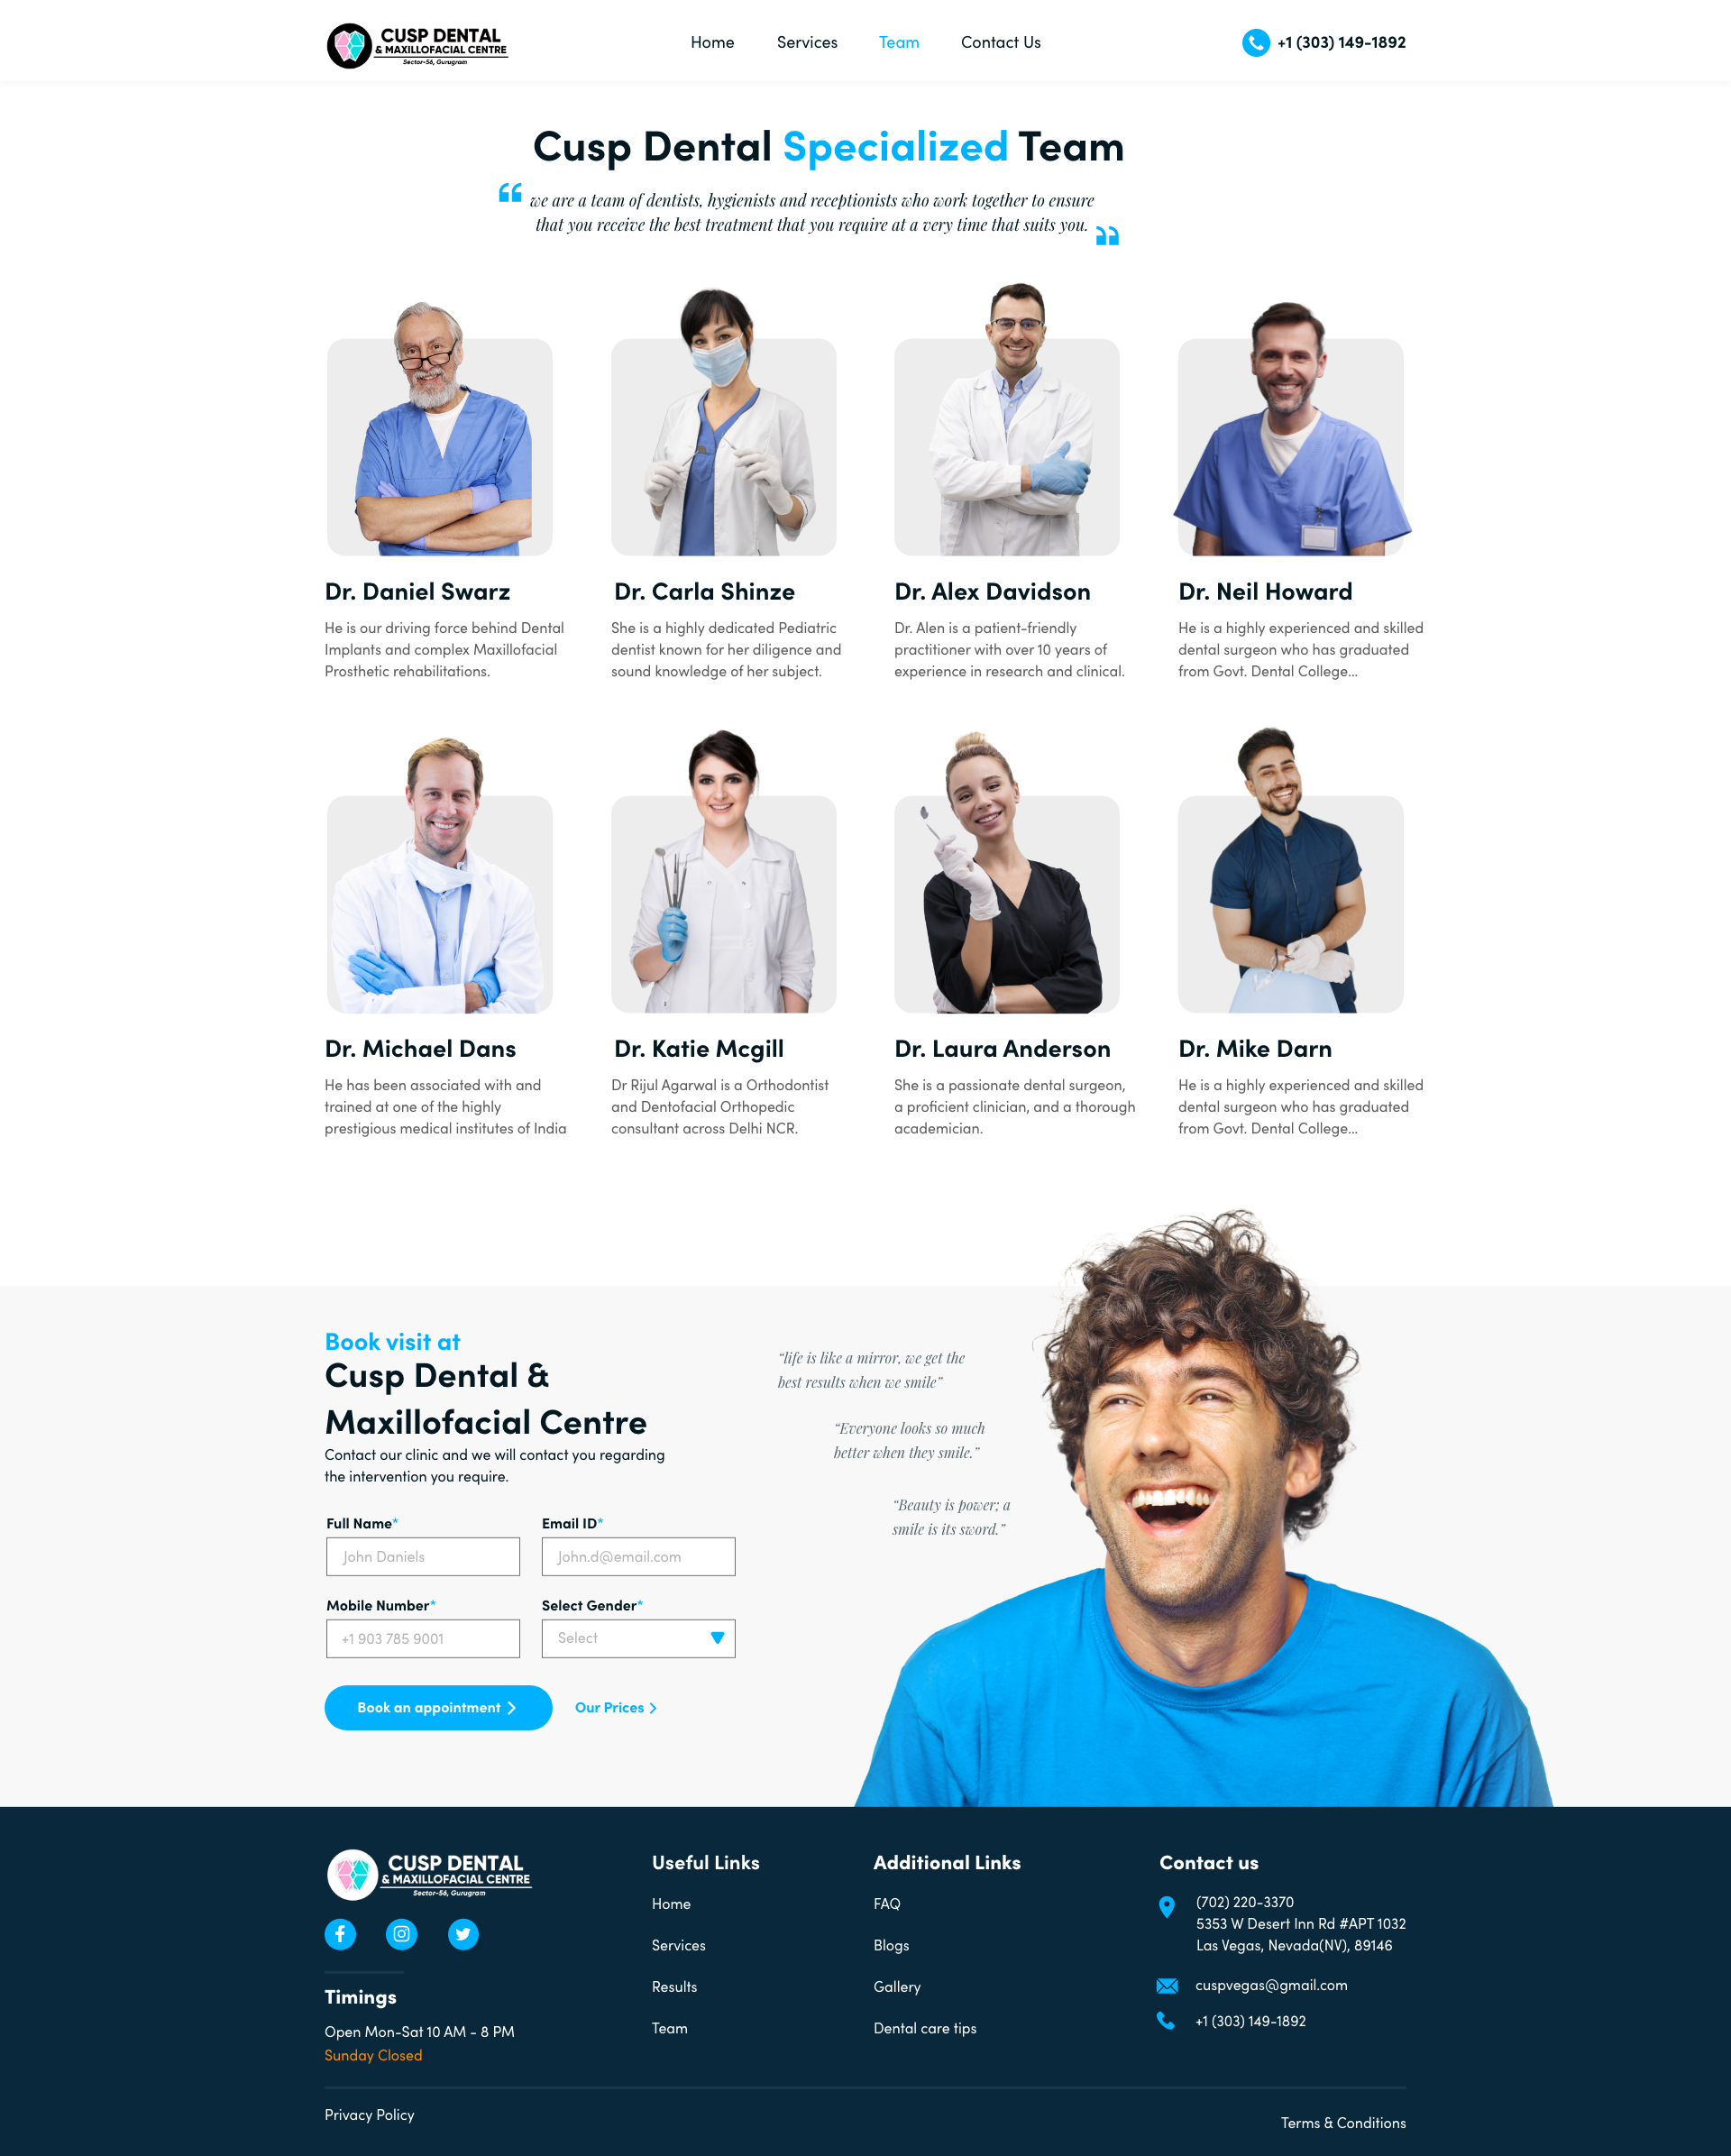 CUSP DENTAL
& MAXILLOFACIAL CENTRE
Sector-56, Gurugram
Home Services Team Contact Us
+1 (303) 149-1892
Cusp Dental Specialized Team
“ we are a team of dentists, hygienists and receptionists who work together to ensure
that you receive the best treatment that you require at a very time that suits you. ”
Dr. Daniel Swarz
He is our driving force behind Dental
Implants and complex Maxillofacial
Prosthetic rehabilitations.
Dr. Carla Shinze
She is a highly dedicated Pediatric
dentist known for her diligence and
sound knowledge of her subject.
Dr. Alex Davidson
Dr. Alen is a patient-friendly
practitioner with over 10 years of
experience in research and clinical.
Dr. Neil Howard
He is a highly experienced and skilled
dental surgeon who has graduated
from Govt. Dental College...
Dr. Michael Dans
He has been associated with and
trained at one of the highly
prestigious medical institutes of India
Dr. Katie Mcgill
Dr Rijul Agarwal is a Orthodontist
and Dentofacial Orthopedic
consultant across Delhi NCR.
Dr. Laura Anderson
She is a passionate dental surgeon,
a proficient clinician, and a thorough
academician.
Dr. Mike Darn
He is a highly experienced and skilled
dental surgeon who has graduated
from Govt. Dental College...
Book visit at
Cusp Dental &
Maxillofacial Centre
Contact our clinic and we will contact you regarding
the intervention you require.
Full Name*
John Daniels
Email ID*
John.d@email.com
Mobile Number*
+1 903 785 9001
Select Gender*
Select
Book an appointment
Our Prices
“life is like a mirror, we get the
best results when we smile”
“Everyone looks so much
better when they smile.”
“Beauty is power; a
smile is its sword.”
CUSP DENTAL
& MAXILLOFACIAL CENTRE
Sector-56, Gurugram
Timings
Open Mon-Sat 10 AM - 8 PM
Sunday Closed
Useful Links
Home
Services
Results
Team
Additional Links
FAQ
Blogs
Gallery
Dental care tips
Contact us
(702) 220-3370
5353 W Desert Inn Rd #APT 1032
Las Vegas, Nevada(NV), 89146
cuspvegas@gmail.com
+1 (303) 149-1892
Privacy Policy
Terms & Conditions